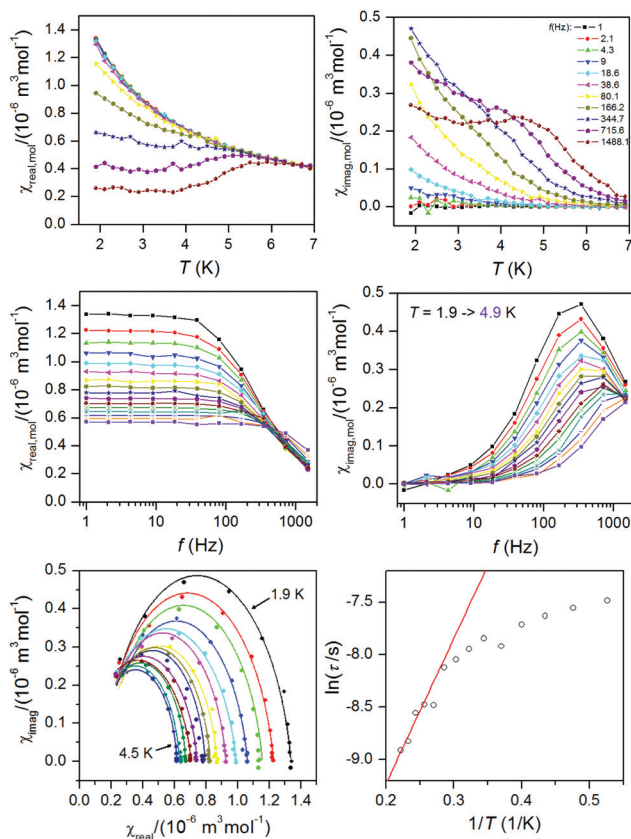 χreal,mol/(10⁻⁶ m³mol⁻¹)
1.4
1.2
1.0
0.8
0.6
0.4
0.2
0.0
2 3 4 5 6 7
T (K)
χimag,mol/(10⁻⁶ m³mol⁻¹)
0.5
0.4
0.3
0.2
0.1
0.0
2 3 4 5 6 7
T (K)
f(Hz): 1
2.1
4.3
9
18.6
38.6
80.1
166.2
344.7
715.6
1488.1
χreal,mol/(10⁻⁶ m³mol⁻¹)
1.4
1.2
1.0
0.8
0.6
0.4
0.2
0.0
1 10 100 1000
f (Hz)
χimag,mol/(10⁻⁶ m³mol⁻¹)
0.5
0.4
0.3
0.2
0.1
0.0
T = 1.9 -> 4.9 K
1 10 100 1000
f (Hz)
χimag/(10⁻⁶ m³mol⁻¹)
0.5
0.4
0.3
0.2
0.1
0.0
1.9 K
4.5 K
0.0 0.2 0.4 0.6 0.8 1.0 1.2 1.4
χreal/(10⁻⁶ m³mol⁻¹)
ln(τ/s)
-7.5
-8.0
-8.5
-9.0
0.2 0.3 0.4 0.5
1/T (1/K)